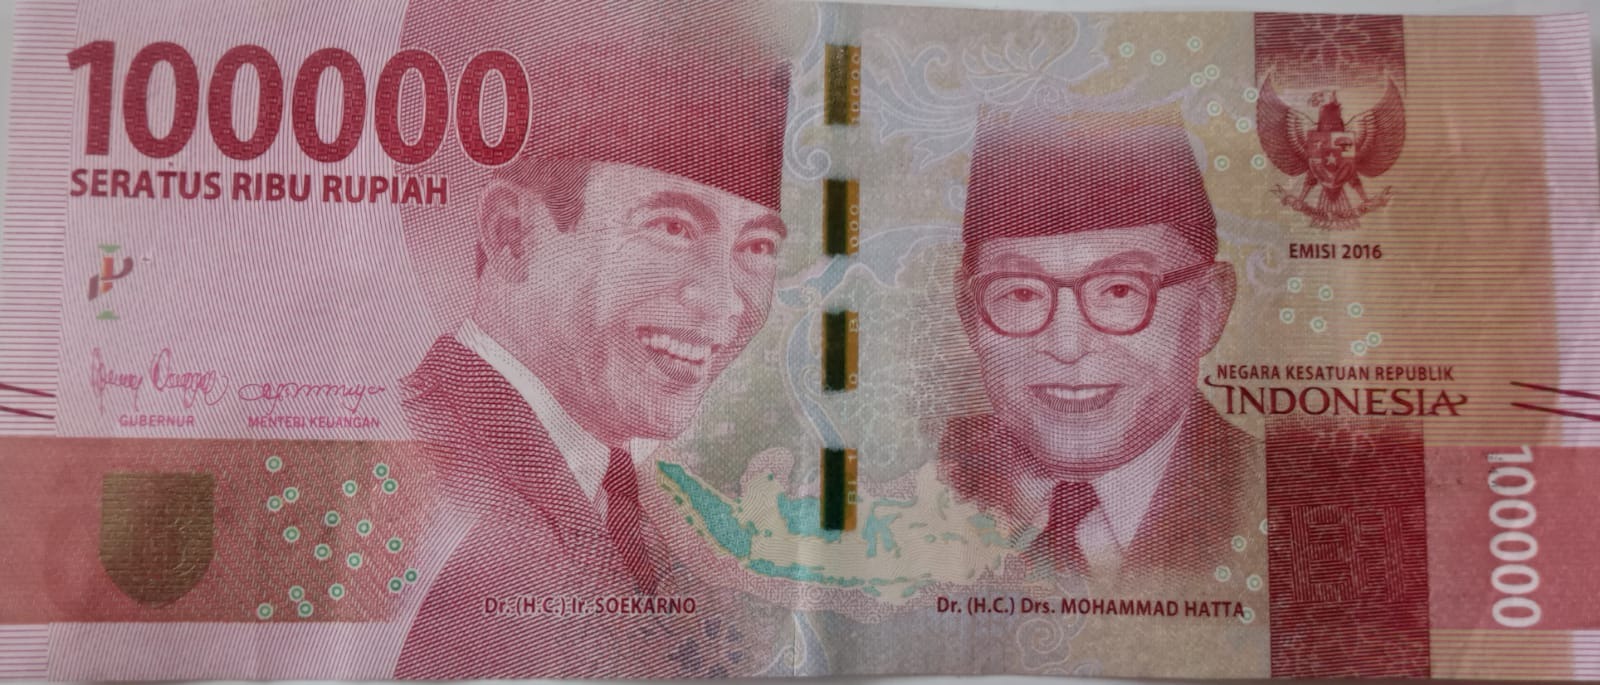 100000
SERATUS RIBU RUPIAH
EMISI 2016
NEGARA KESATUAN REPUBLIK
INDONESIA
GUBERNUR
MENTERI KEUANGAN
Dr. (H.C.) Ir. SOEKARNO
Dr. (H.C.) Drs. MOHAMMAD HATTA
BI
100000